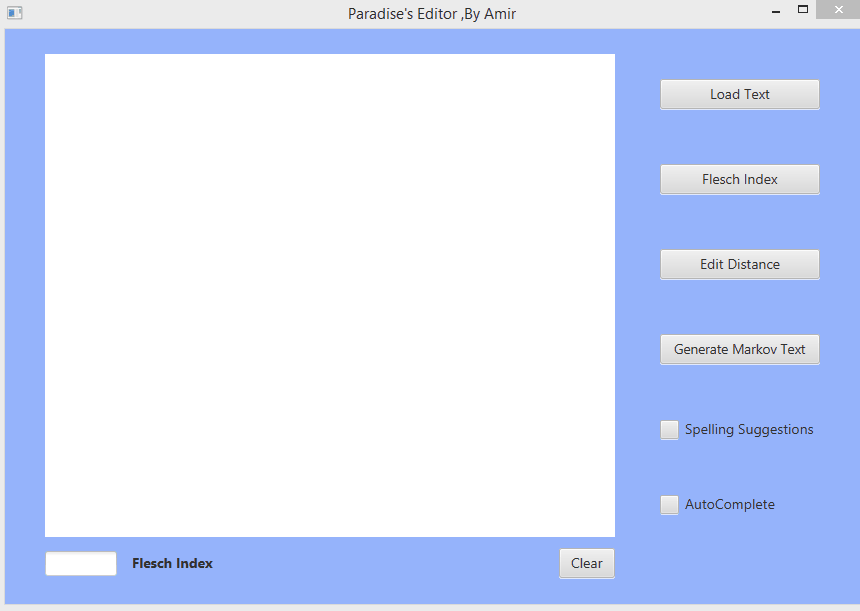 Paradise's Editor ,By Amir
Load Text
Flesch Index
Edit Distance
Generate Markov Text
Spelling Suggestions
AutoComplete
Flesch Index
Clear